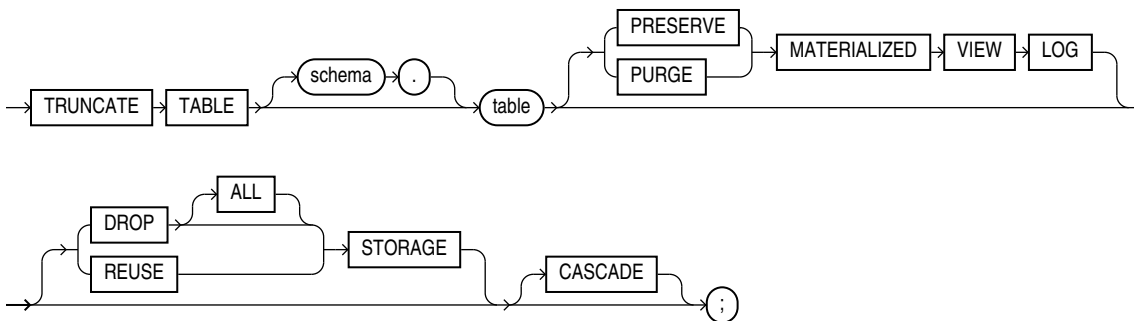 PRESERVE
PURGE
MATERIALIZED VIEW LOG
schema .
TRUNCATE TABLE table
ALL
DROP
REUSE
STORAGE
CASCADE
;